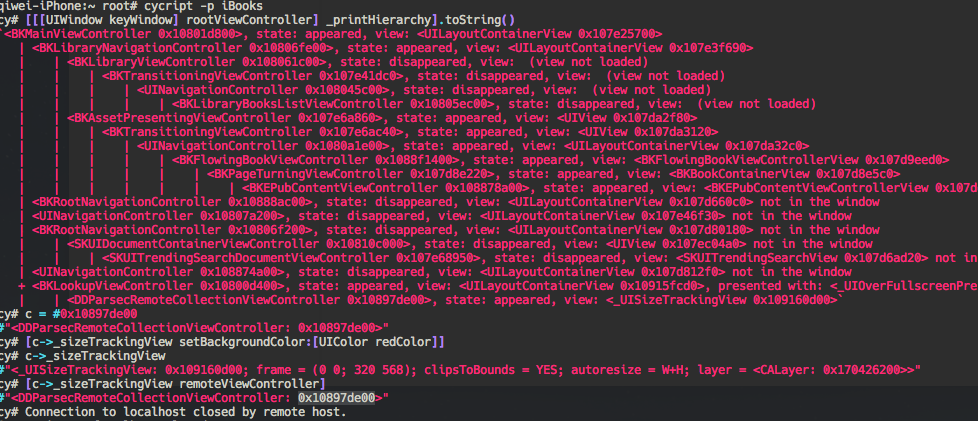 qiwei-iPhone:~ root# cycript -p iBooks
cy# [[[UIWindow keyWindow] rootViewController] _printHierarchy].toString()
`<BKMainViewController 0x10801d800>, state: appeared, view: <UILayoutContainerView 0x107e25700>
   | <BKLibraryNavigationController 0x10806fe00>, state: appeared, view: <UILayoutContainerView 0x107e3f690>
   |    | <BKLibraryViewController 0x108061c00>, state: disappeared, view:  (view not loaded)
   |    |    | <BKTransitioningViewController 0x107e41dc0>, state: disappeared, view:  (view not loaded)
   |    |    |    | <UINavigationController 0x108045c00>, state: disappeared, view:  (view not loaded)
   |    |    |    |    | <BKLibraryBooksListViewController 0x10805ec00>, state: disappeared, view:  (view not loaded)
   |    | <BKAssetPresentingViewController 0x107e6a860>, state: appeared, view: <UIView 0x107da2f80>
   |    |    | <BKTransitioningViewController 0x107e6ac40>, state: appeared, view: <UIView 0x107da3120>
   |    |    |    | <UINavigationController 0x1080a1e00>, state: appeared, view: <UILayoutContainerView 0x107da32c0>
   |    |    |    |    | <BKFlowingBookViewController 0x1088f1400>, state: appeared, view: <BKFlowingBookViewControllerView 0x107d9eed0>
   |    |    |    |    |    | <BKPageTurningViewController 0x107d8e220>, state: appeared, view: <BKBookContainerView 0x107d8e5c0>
   |    |    |    |    |    |    | <BKEPubContentViewController 0x108878a00>, state: appeared, view: <BKEPubContentViewControllerView 0x107d
   | <BKRootNavigationController 0x10888ac00>, state: disappeared, view: <UILayoutContainerView 0x107d660c0> not in the window
   | <UINavigationController 0x10807a200>, state: disappeared, view: <UILayoutContainerView 0x107e46f30> not in the window
   | <BKRootNavigationController 0x10806f200>, state: disappeared, view: <UILayoutContainerView 0x107d80180> not in the window
   |    | <SKUIDocumentContainerViewController 0x10810c000>, state: disappeared, view: <UIView 0x107ec04a0> not in the window
   |    |    | <SKUITrendingSearchDocumentViewController 0x107e68950>, state: disappeared, view: <SKUITrendingSearchView 0x107d6ad20> not in
   | <UINavigationController 0x108874a00>, state: disappeared, view: <UILayoutContainerView 0x107d812f0> not in the window
   + <BKLookupViewController 0x10800d400>, state: appeared, view: <UILayoutContainerView 0x10915fcd0>, presented with: <_UIOverFullscreenPre
   |    | <DDParsecRemoteCollectionViewController 0x10897de00>, state: appeared, view: <_UISizeTrackingView 0x109160d00>`
cy# c = #0x10897de00
#"<DDParsecRemoteCollectionViewController: 0x10897de00>"
cy# [c->_sizeTrackingView setBackgroundColor:[UIColor redColor]]
cy# c->_sizeTrackingView
#"<_UISizeTrackingView: 0x109160d00; frame = (0 0; 320 568); clipsToBounds = YES; autoresize = W+H; layer = <CALayer: 0x170426200>>"
cy# [c->_sizeTrackingView remoteViewController]
#"<DDParsecRemoteCollectionViewController: 0x10897de00>"
cy# Connection to localhost closed by remote host.